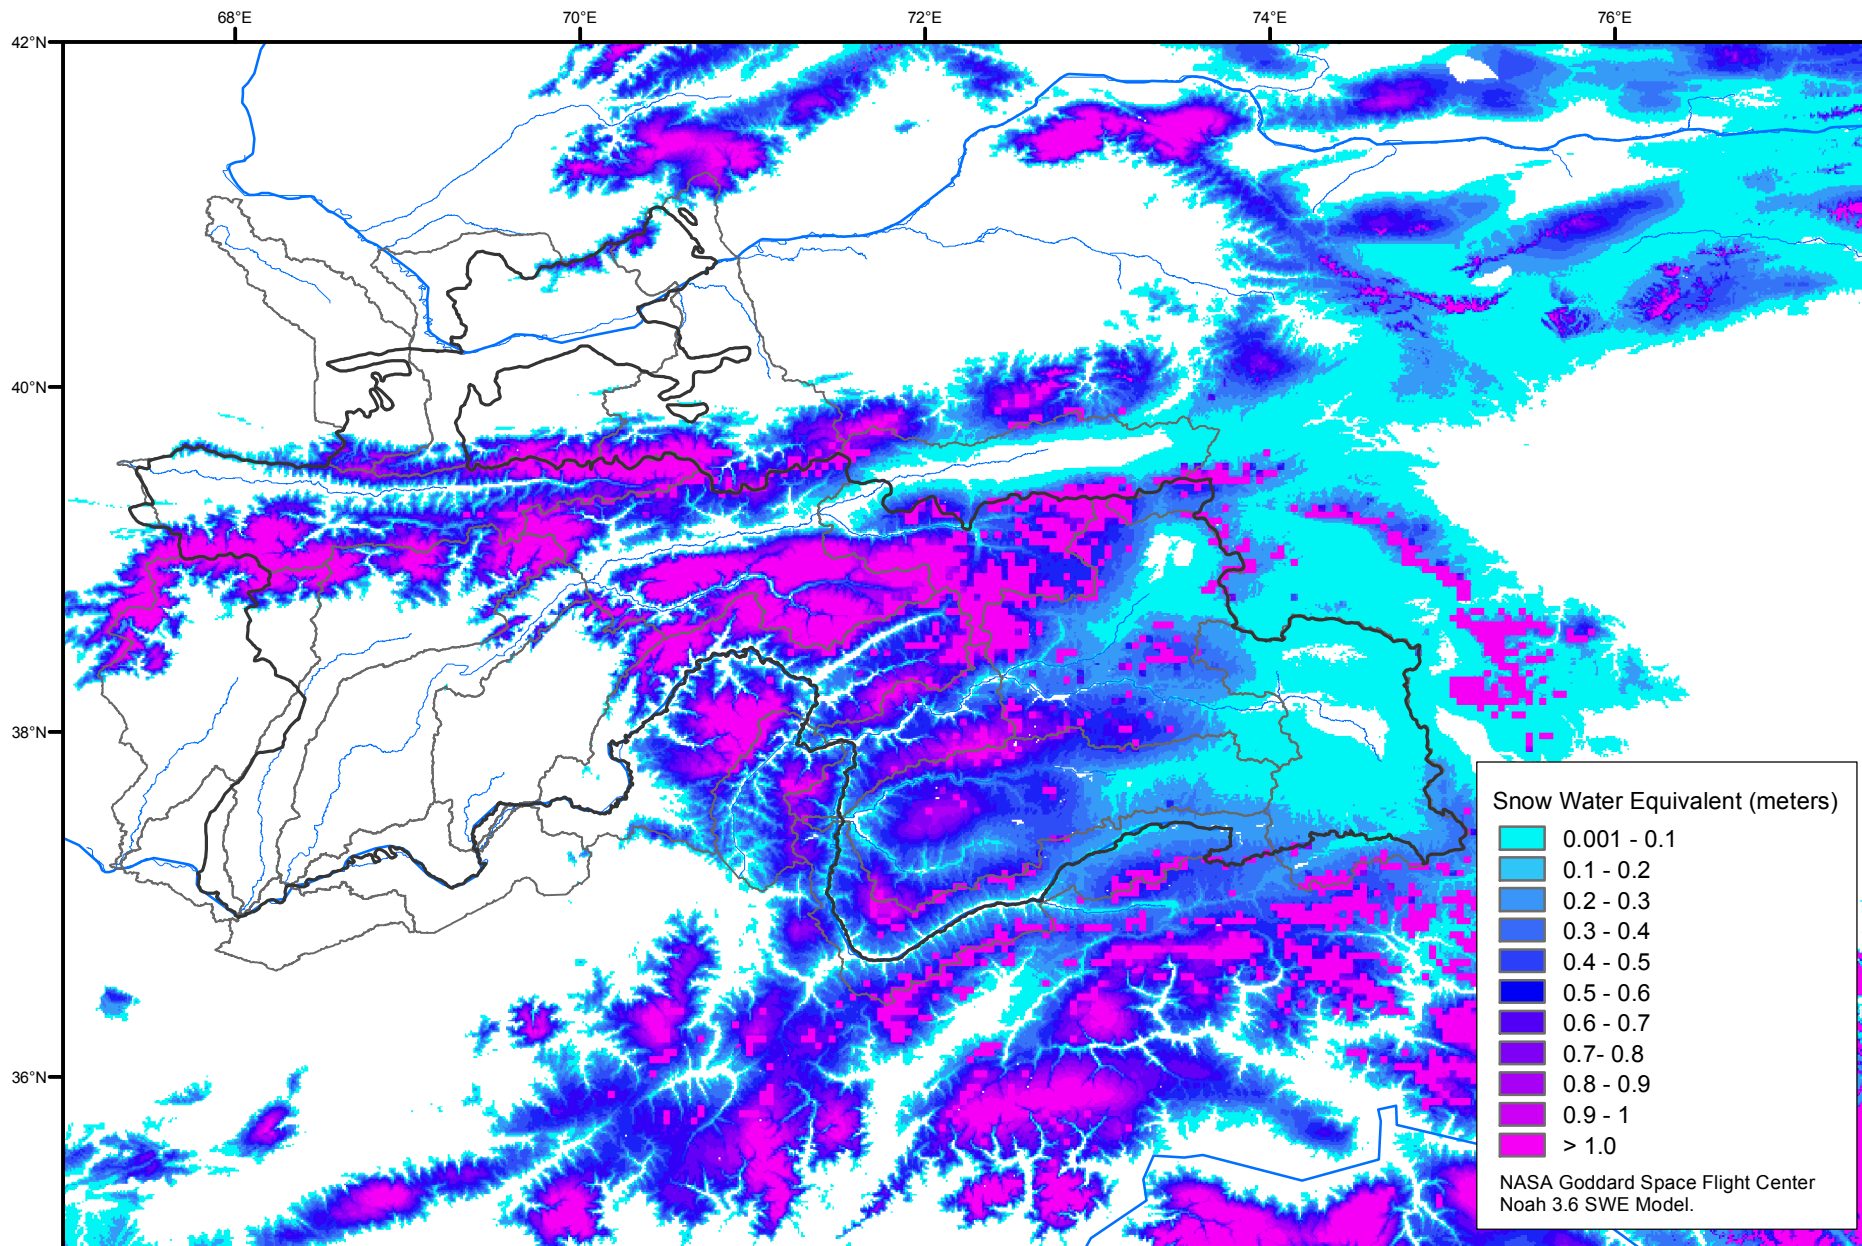 68°E
70°E
72°E
74°E
76°E
42°N
40°N
38°N
36°N
Snow Water Equivalent (meters)
0.001 - 0.1
0.1 - 0.2
0.2 - 0.3
0.3 - 0.4
0.4 - 0.5
0.5 - 0.6
0.6 - 0.7
0.7- 0.8
0.8 - 0.9
0.9 - 1
> 1.0
NASA Goddard Space Flight Center
Noah 3.6 SWE Model.